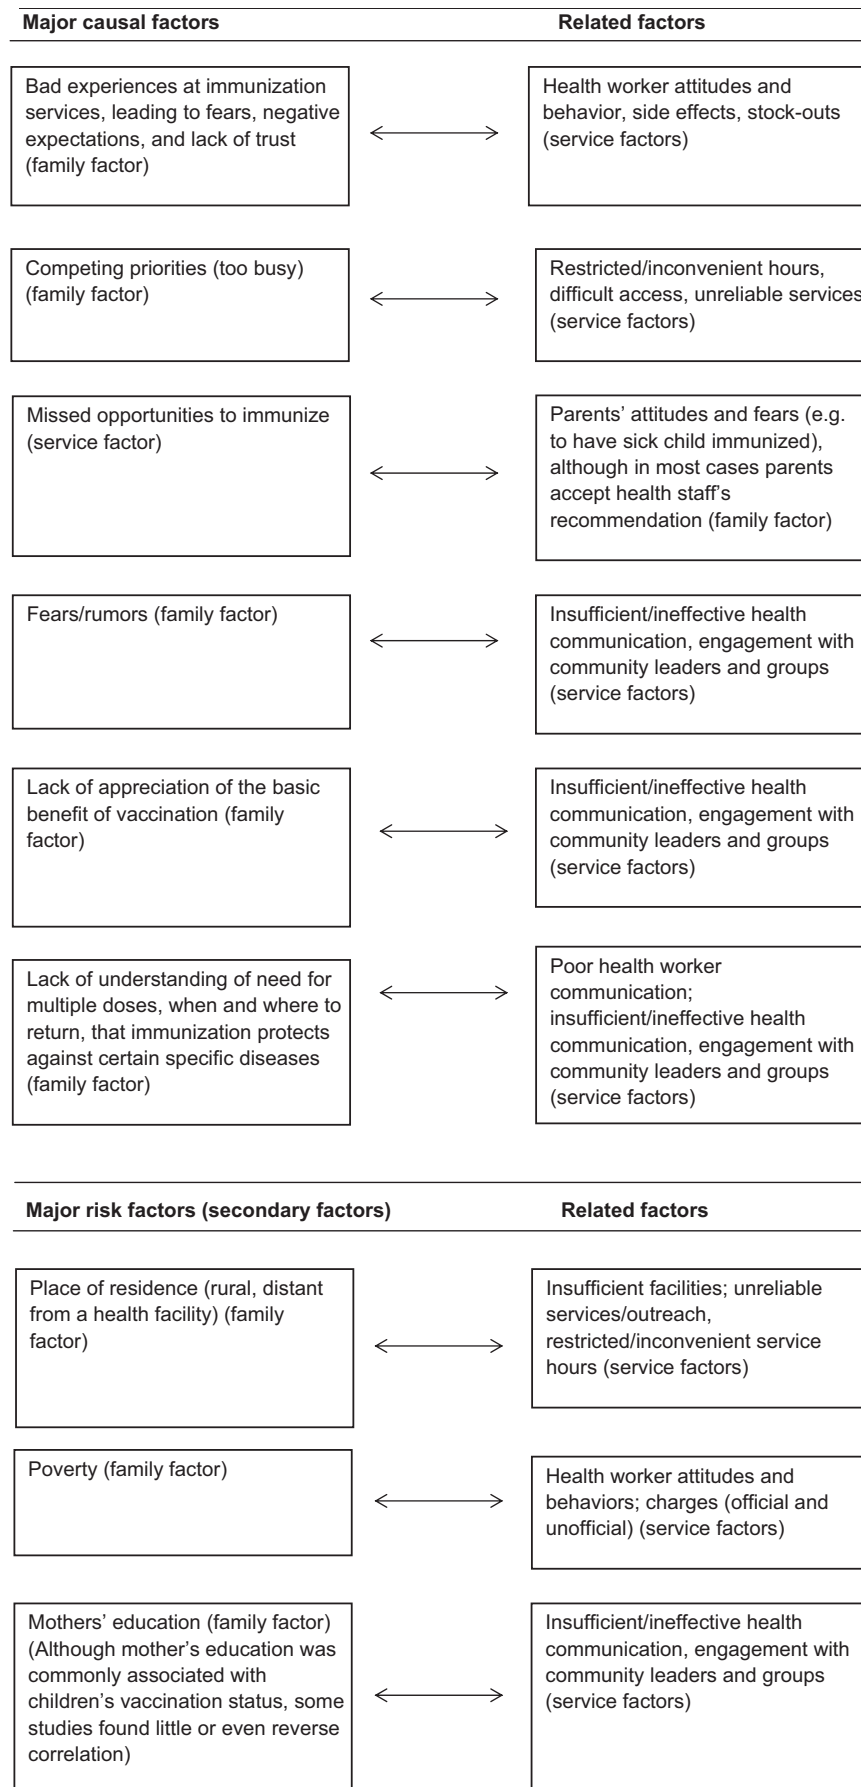 Major causal factors
Related factors
Bad experiences at immunization
services, leading to fears, negative
expectations, and lack of trust
(family factor)
Health worker attitudes and
behavior, side effects, stock-outs
(service factors)
Competing priorities (too busy)
(family factor)
Restricted/inconvenient hours,
difficult access, unreliable services
(service factors)
Missed opportunities to immunize
(service factor)
Parents’ attitudes and fears (e.g.
to have sick child immunized),
although in most cases parents
accept health staff’s
recommendation (family factor)
Fears/rumors (family factor)
Insufficient/ineffective health
communication, engagement with
community leaders and groups
(service factors)
Lack of appreciation of the basic
benefit of vaccination (family
factor)
Insufficient/ineffective health
communication, engagement with
community leaders and groups
(service factors)
Lack of understanding of need for
multiple doses, when and where to
return, that immunization protects
against certain specific diseases
(family factor)
Poor health worker
communication;
insufficient/ineffective health
communication, engagement with
community leaders and groups
(service factors)
Major risk factors (secondary factors)
Related factors
Place of residence (rural, distant
from a health facility) (family
factor)
Insufficient facilities; unreliable
services/outreach,
restricted/inconvenient service
hours (service factors)
Poverty (family factor)
Health worker attitudes and
behaviors; charges (official and
unofficial) (service factors)
Mothers’ education (family factor)
(Although mother’s education was
commonly associated with
children’s vaccination status, some
studies found little or even reverse
correlation)
Insufficient/ineffective health
communication, engagement with
community leaders and groups
(service factors)